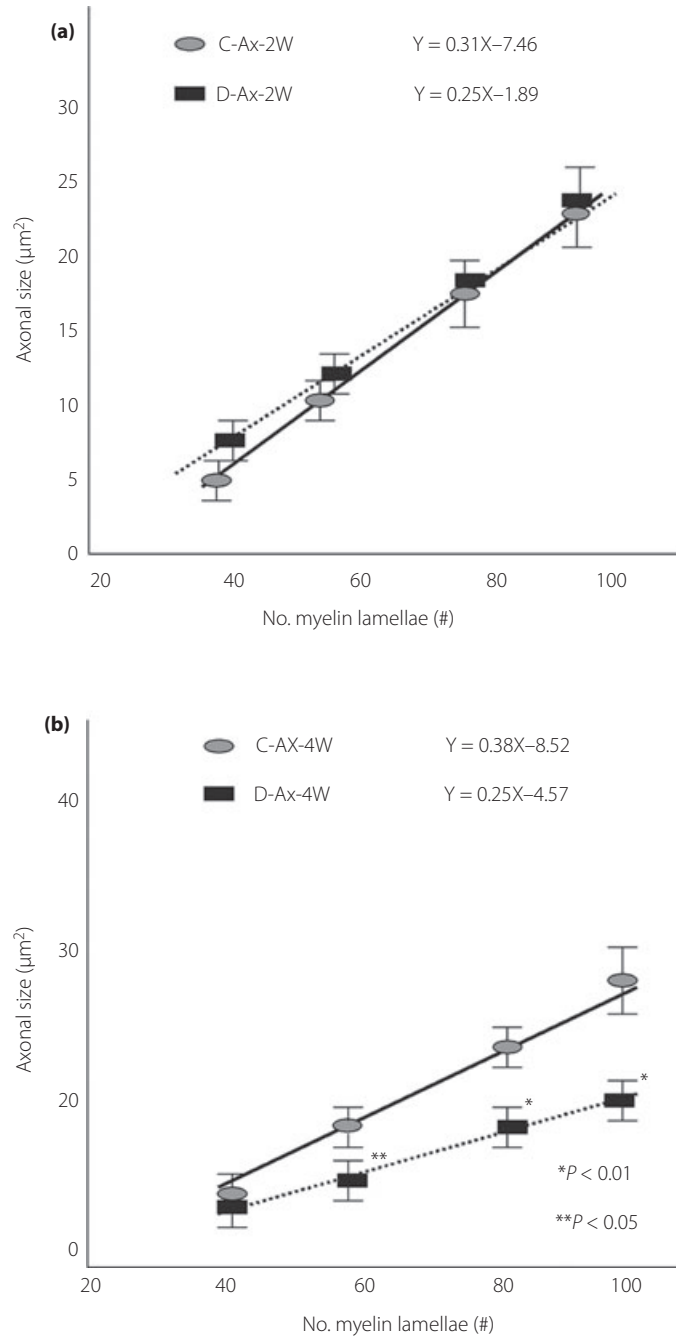 (a)
C-Ax-2W Y = 0.31X–7.46
D-Ax-2W Y = 0.25X–1.89
30
25
20
15
10
5
0
Axonal size (µm²)
20 40 60 80 100
No. myelin lamellae (#)
(b)
C-AX-4W Y = 0.38X–8.52
D-Ax-4W Y = 0.25X–4.57
40
30
20
0
Axonal size (µm²)
*
*
**
*P < 0.01
**P < 0.05
20 40 60 80 100
No. myelin lamellae (#)